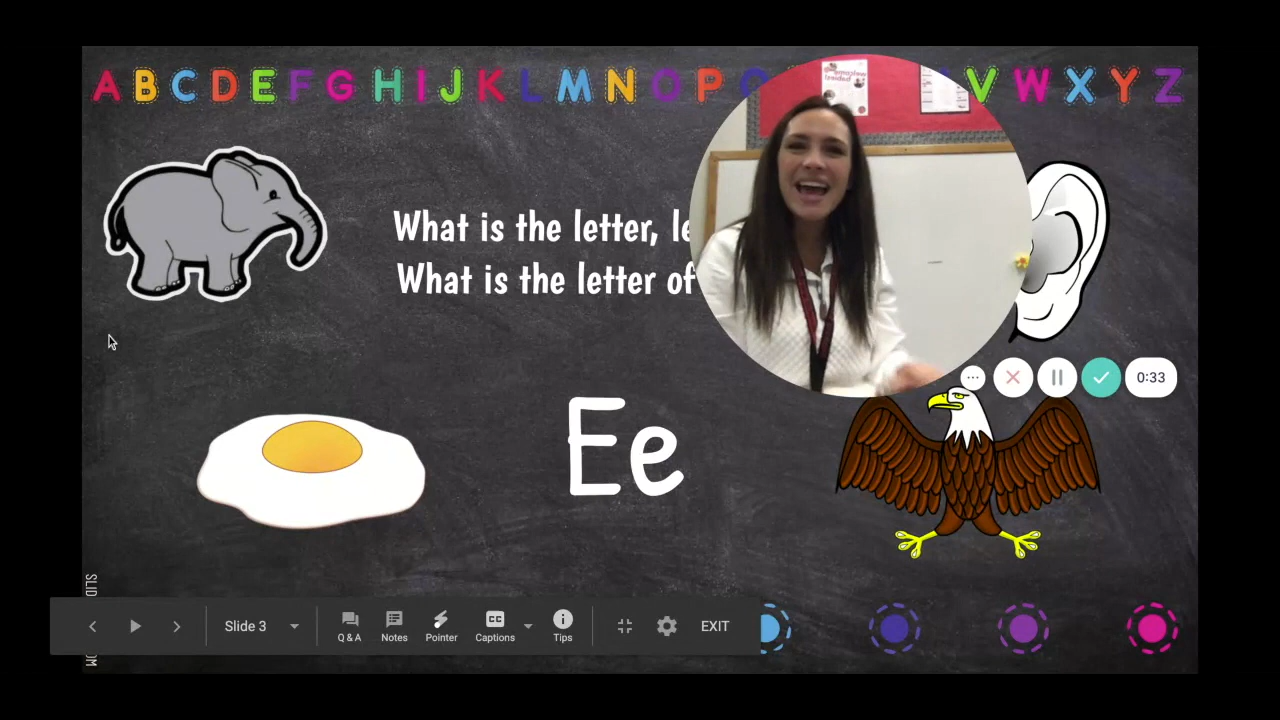 A B C D E F G H I J K L M N O P V W X Y Z
What is the letter, le
What is the letter of
Ee
0:33
Slide 3
Q & A
Notes
Pointer
CC
Captions
Tips
EXIT